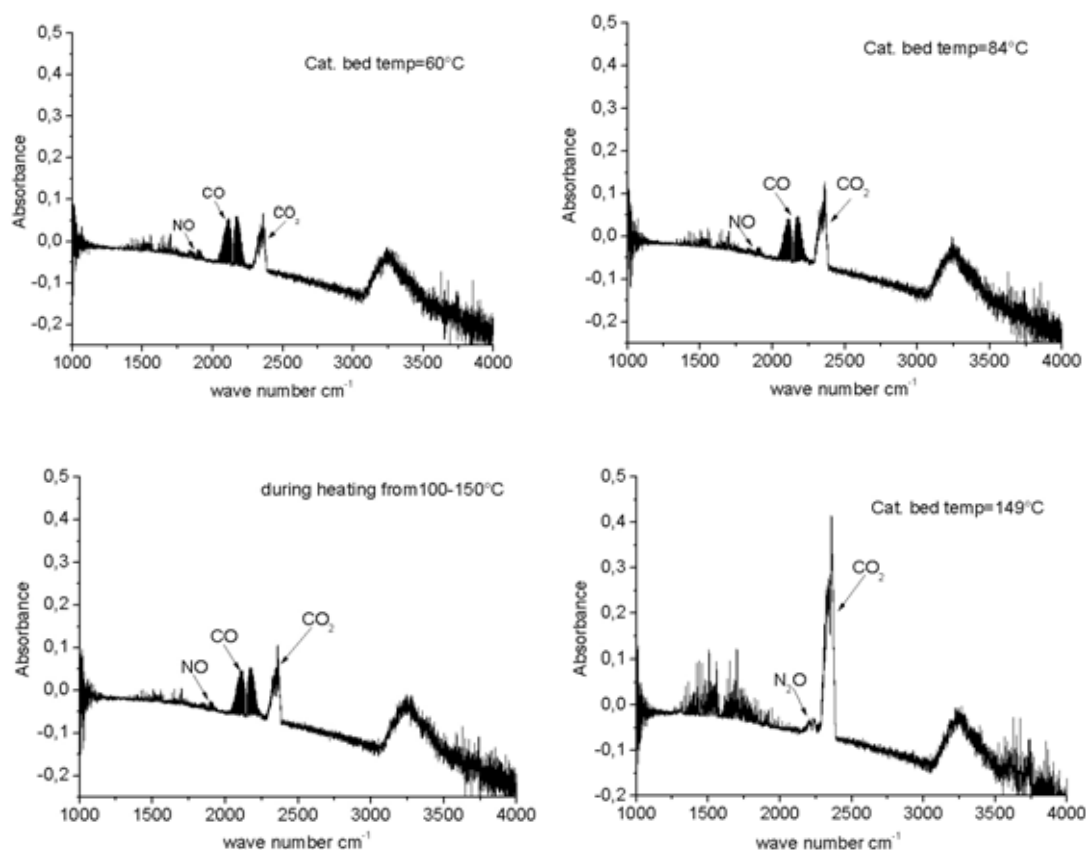 Cat. bed temp=60°C
Absorbance
0,5
0,4
0,3
0,2
0,1
0,0
-0,1
-0,2
NO
CO
CO₂
1000 1500 2000 2500 3000 3500 4000
wave number cm⁻¹
Cat. bed temp=84°C
Absorbance
0,5
0,4
0,3
0,2
0,1
0,0
-0,1
-0,2
NO
CO
CO₂
1000 1500 2000 2500 3000 3500 4000
wave number cm⁻¹
during heating from100-150°C
Absorbance
0,5
0,4
0,3
0,2
0,1
0,0
-0,1
-0,2
NO
CO
CO₂
1000 1500 2000 2500 3000 3500 4000
wave number cm⁻¹
Cat. bed temp=149°C
Absorbance
0,5
0,4
0,3
0,2
0,1
0,0
-0,1
-0,2
N₂O
CO₂
1000 1500 2000 2500 3000 3500 4000
wave number cm⁻¹